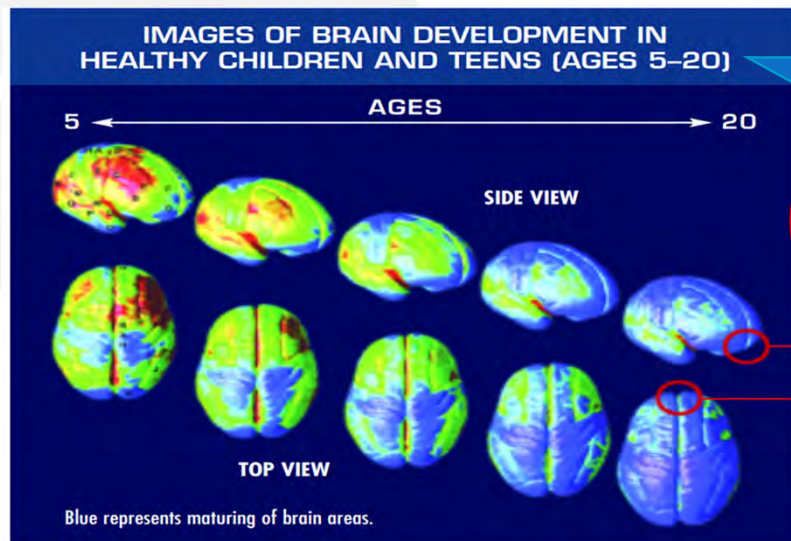 IMAGES OF BRAIN DEVELOPMENT IN
HEALTHY CHILDREN AND TEENS (AGES 5–20)
AGES
5
20
SIDE VIEW
TOP VIEW
Blue represents maturing of brain areas.